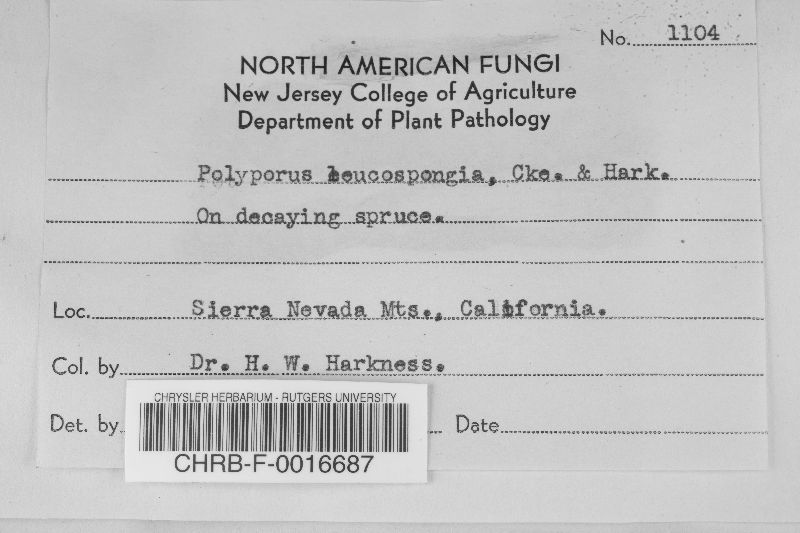 No. 1104
NORTH AMERICAN FUNGI
New Jersey College of Agriculture
Department of Plant Pathology
Polyporus leucospongia, Cke. & Hark.
On decaying spruce.
Loc. Sierra Nevada Mts., California.
Col. by Dr. H. W. Harkness.
Det. by Date
CHRYSLER HERBARIUM - RUTGERS UNIVERSITY
CHRB-F-0016687